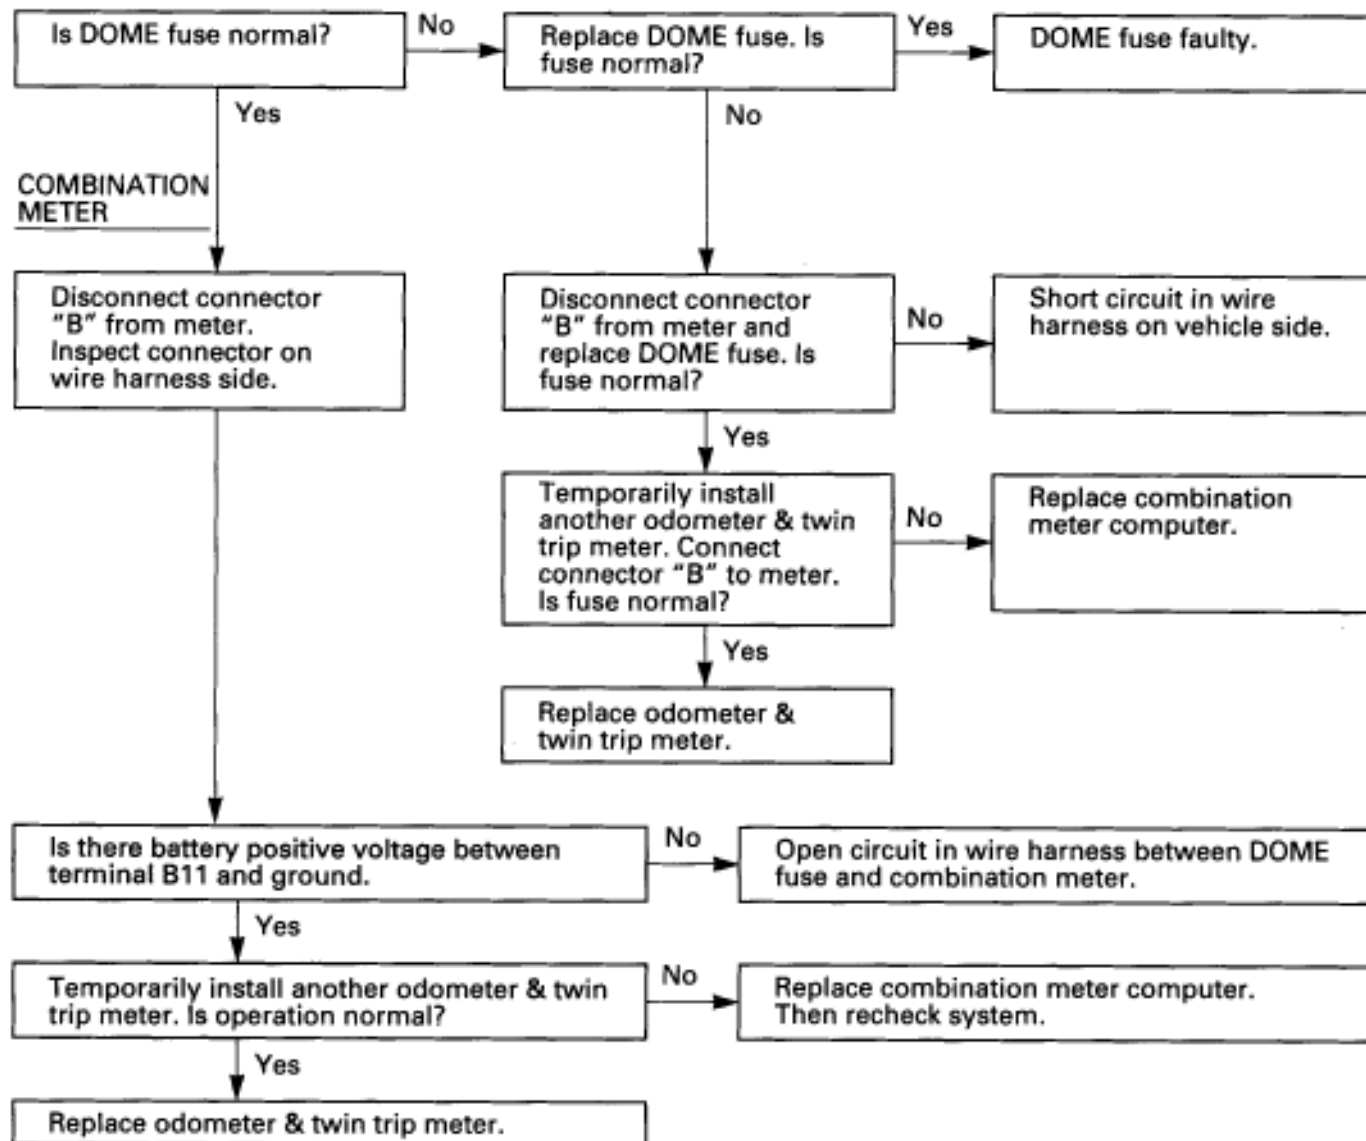 Is DOME fuse normal?
No
Replace DOME fuse. Is
fuse normal?
Yes
DOME fuse faulty.
Yes
No
COMBINATION
METER
Disconnect connector
"B" from meter.
Inspect connector on
wire harness side.
Disconnect connector
"B" from meter and
replace DOME fuse. Is
fuse normal?
No
Short circuit in wire
harness on vehicle side.
Yes
Temporarily install
another odometer & twin
trip meter. Connect
connector "B" to meter.
Is fuse normal?
No
Replace combination
meter computer.
Yes
Replace odometer &
twin trip meter.
Is there battery positive voltage between
terminal B11 and ground.
No
Open circuit in wire harness between DOME
fuse and combination meter.
Yes
Temporarily install another odometer & twin
trip meter. Is operation normal?
No
Replace combination meter computer.
Then recheck system.
Yes
Replace odometer & twin trip meter.